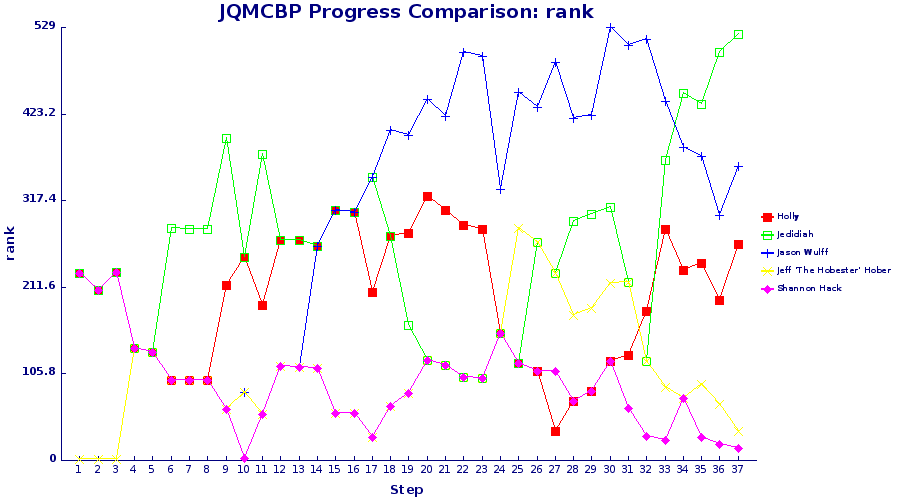 JQMCBP Progress Comparison: rank
529
423.2
317.4
211.6
105.8
0
rank
1 2 3 4 5 6 7 8 9 10 11 12 13 14 15 16 17 18 19 20 21 22 23 24 25 26 27 28 29 30 31 32 33 34 35 36 37
Step
Holly
Jedidiah
Jason Wulff
Jeff 'The Hobester' Hober
Shannon Hack